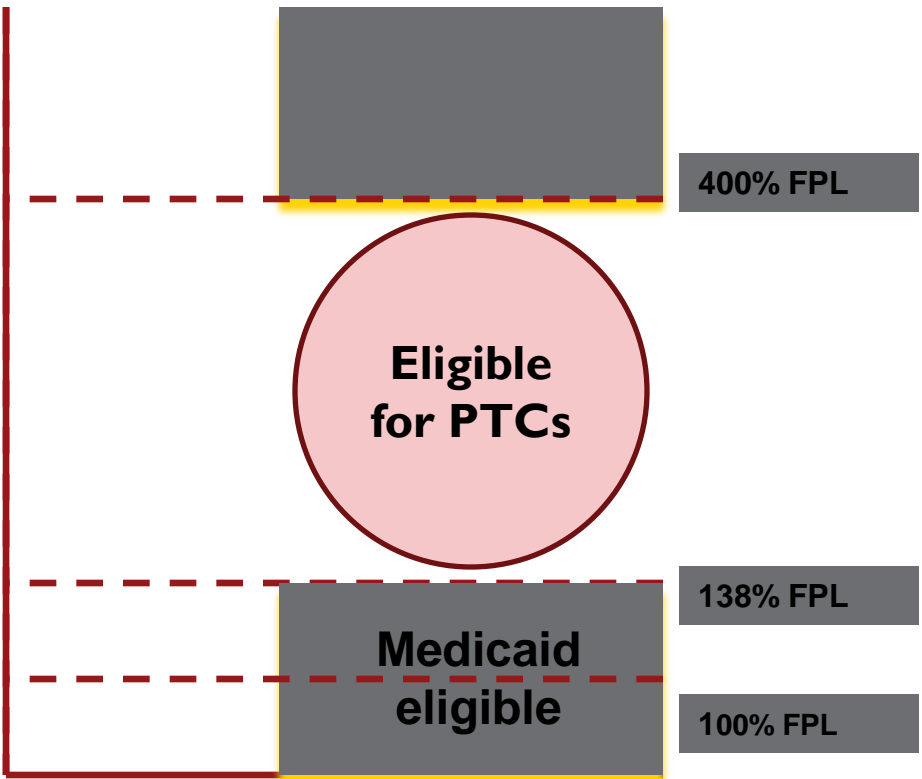 400% FPL
Eligible
for PTCs
138% FPL
Medicaid
eligible
100% FPL